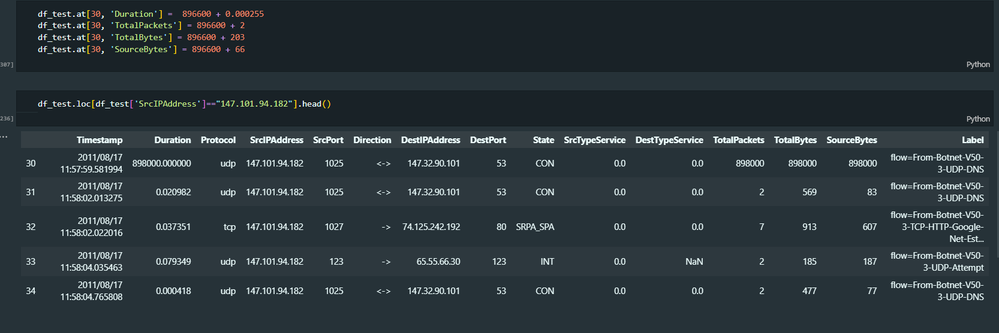 df_test.at[30, 'Duration'] =  896600 + 0.000255
df_test.at[30, 'TotalPackets'] = 896600 + 2
df_test.at[30, 'TotalBytes'] = 896600 + 203
df_test.at[30, 'SourceBytes'] = 896600 + 66
307]
Python
df_test.loc[df_test['SrcIPAddress']=="147.101.94.182"].head()
236]
Python
...
Timestamp Duration Protocol SrcIPAddress SrcPort Direction DestIPAddress DestPort State SrcTypeService DestTypeService TotalPackets TotalBytes SourceBytes Label
30 2011/08/17 11:57:59.581994 898000.000000 udp 147.101.94.182 1025 <-> 147.32.90.101 53 CON 0.0 0.0 898000 898000 898000 flow=From-Botnet-V50-3-UDP-DNS
31 2011/08/17 11:58:02.013275 0.020982 udp 147.101.94.182 1025 <-> 147.32.90.101 53 CON 0.0 0.0 2 569 83 flow=From-Botnet-V50-3-UDP-DNS
32 2011/08/17 11:58:02.022016 0.037351 tcp 147.101.94.182 1027 -> 74.125.242.192 80 SRPA_SPA 0.0 0.0 7 913 607 flow=From-Botnet-V50-3-TCP-HTTP-Google-Net-Est...
33 2011/08/17 11:58:04.035463 0.079349 udp 147.101.94.182 123 -> 65.55.66.30 123 INT 0.0 NaN 2 185 187 flow=From-Botnet-V50-3-UDP-Attempt
34 2011/08/17 11:58:04.765808 0.000418 udp 147.101.94.182 1025 <-> 147.32.90.101 53 CON 0.0 0.0 2 477 77 flow=From-Botnet-V50-3-UDP-DNS